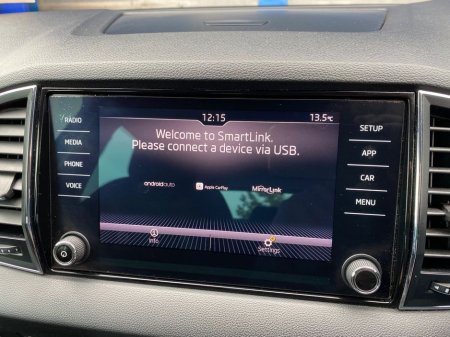 12:15
13.5°C
RADIO
MEDIA
PHONE
VOICE
Welcome to SmartLink.
Please connect a device via USB.
androidauto
Apple CarPlay
MirrorLink
Info
Settings
SETUP
APP
CAR
MENU